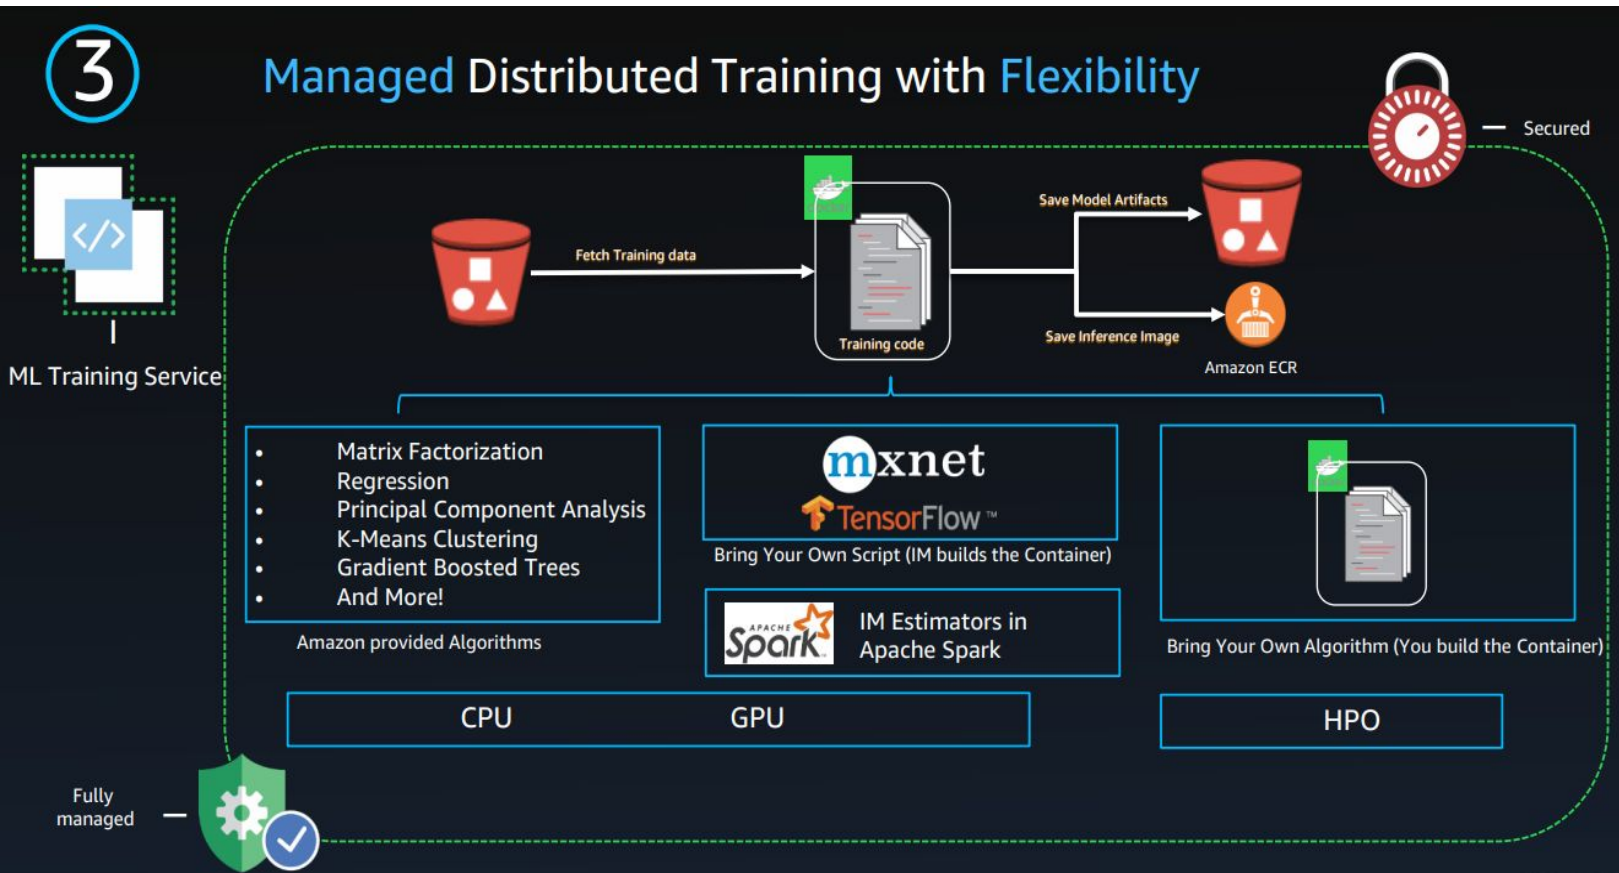 3
Managed Distributed Training with Flexibility
Secured
ML Training Service
Fetch Training data
Training code
Save Model Artifacts
Save Inference Image
Amazon ECR
• Matrix Factorization
• Regression
• Principal Component Analysis
• K-Means Clustering
• Gradient Boosted Trees
• And More!
Amazon provided Algorithms
mxnet
TensorFlow™
Bring Your Own Script (IM builds the Container)
APACHE
Spark
IM Estimators in
Apache Spark
Bring Your Own Algorithm (You build the Container)
CPU GPU
HPO
Fully
managed